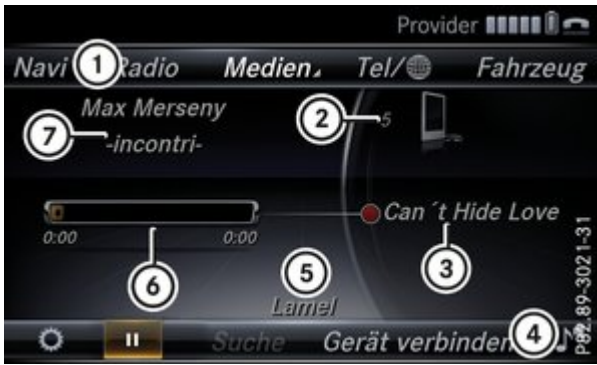 Provider
Navi 1 Radio Medien Tel/ Fahrzeug
Max Merseny 2 5
7 -incontri-
Can´t Hide Love
0:00 0:00 3
6 5
Lamel
Suche Gerät verbinden 4
P82.89-3021-31